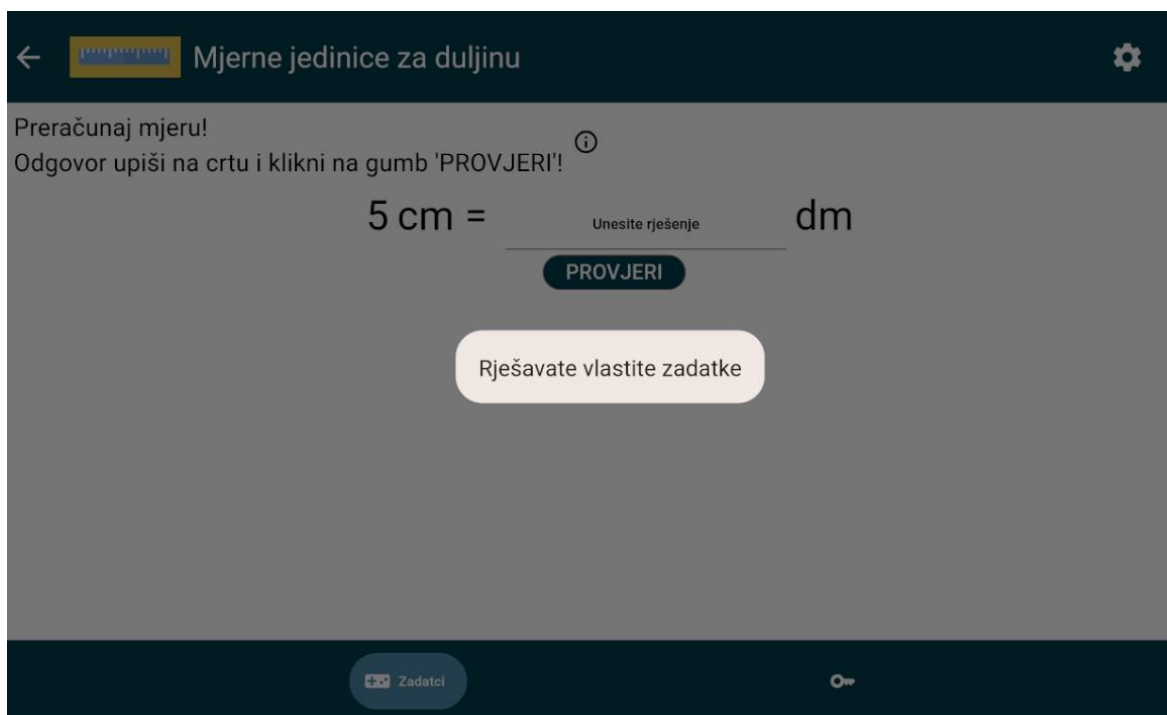 Mjerne jedinice za duljinu
Preračunaj mjeru!
Odgovor upiši na crtu i klikni na gumb 'PROVJERI'!
5 cm = Unesite rješenje dm
PROVJERI
Rješavate vlastite zadatke
Zadatci